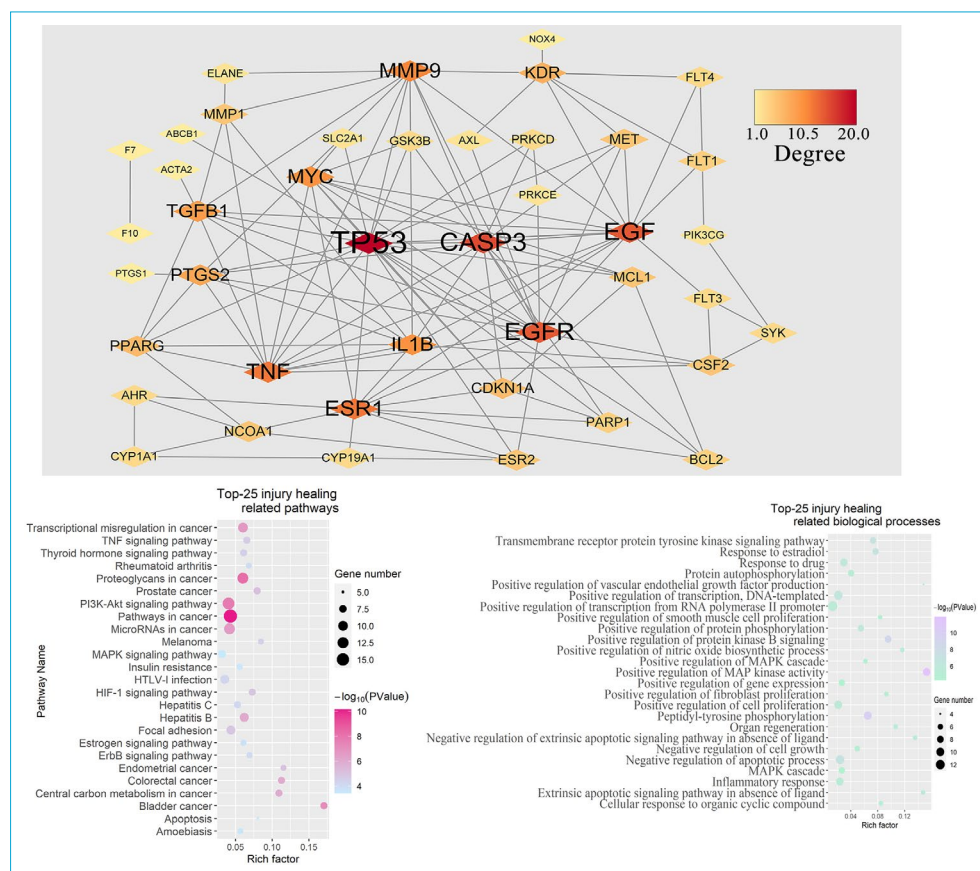 NOX4
ELANE
MMP9
KDR
FLT4
MMP1
ABCB1
SLC2A1
GSK3B
AXL
PRKCD
MET
1.0 10.5 20.0
Degree
F7
ACTA2
MYC
FLT1
PRKCE
TGFB1
F10
TP53
CASP3
EGF
PIK3CG
PTGS1
PTGS2
MCL1
FLT3
EGFR
SYK
PPARG
IL1B
TNF
CSF2
AHR
CDKN1A
ESR1
PARP1
NCOA1
CYP1A1
CYP19A1
ESR2
BCL2
Top-25 injury healing
related pathways
Transcriptional misregulation in cancer
TNF signaling pathway
Thyroid hormone signaling pathway
Rheumatoid arthritis
Proteoglycans in cancer
Prostate cancer
PI3K-Akt signaling pathway
Pathways in cancer
MicroRNAs in cancer
Melanoma
MAPK signaling pathway
Insulin resistance
HTLV-I infection
HIF-1 signaling pathway
Hepatitis C
Hepatitis B
Focal adhesion
Estrogen signaling pathway
ErbB signaling pathway
Endometrial cancer
Colorectal cancer
Central carbon metabolism in cancer
Bladder cancer
Apoptosis
Amoebiasis
Pathway Name
0.05 0.10 0.15
Rich factor
Gene number
5.0
7.5
10.0
12.5
15.0
−log₁₀(PValue)
10
8
6
4
Top-25 injury healing
related biological processes
Transmembrane receptor protein tyrosine kinase signaling pathway
Response to estradiol
Response to drug
Protein autophosphorylation
Positive regulation of vascular endothelial growth factor production
Positive regulation of transcription, DNA-templated
Positive regulation of transcription from RNA polymerase II promoter
Positive regulation of smooth muscle cell proliferation
Positive regulation of protein phosphorylation
Positive regulation of protein kinase B signaling
Positive regulation of nitric oxide biosynthetic process
Positive regulation of MAPK cascade
Positive regulation of MAP kinase activity
Positive regulation of gene expression
Positive regulation of fibroblast proliferation
Positive regulation of cell proliferation
Peptidyl-tyrosine phosphorylation
Organ regeneration
Negative regulation of extrinsic apoptotic signaling pathway in absence of ligand
Negative regulation of cell growth
Negative regulation of apoptotic process
MAPK cascade
Inflammatory response
Extrinsic apoptotic signaling pathway in absence of ligand
Cellular response to organic cyclic compound
0.04 0.08 0.12
Rich factor
−log₁₀(PValue)
8
6
Gene number
4
6
8
10
12